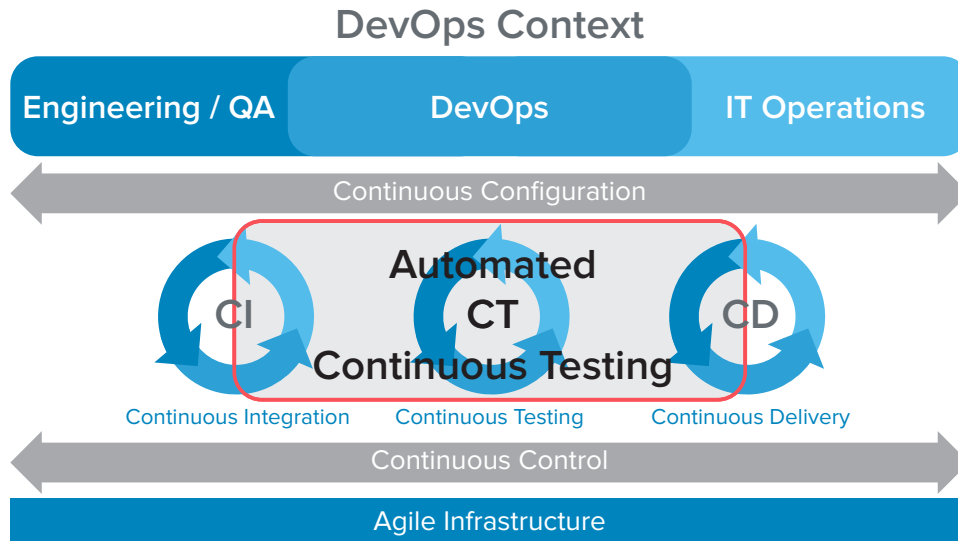 DevOps Context
Engineering / QA
DevOps
IT Operations
Continuous Configuration
Automated
CI
CT
CD
Continuous Testing
Continuous Integration
Continuous Testing
Continuous Delivery
Continuous Control
Agile Infrastructure